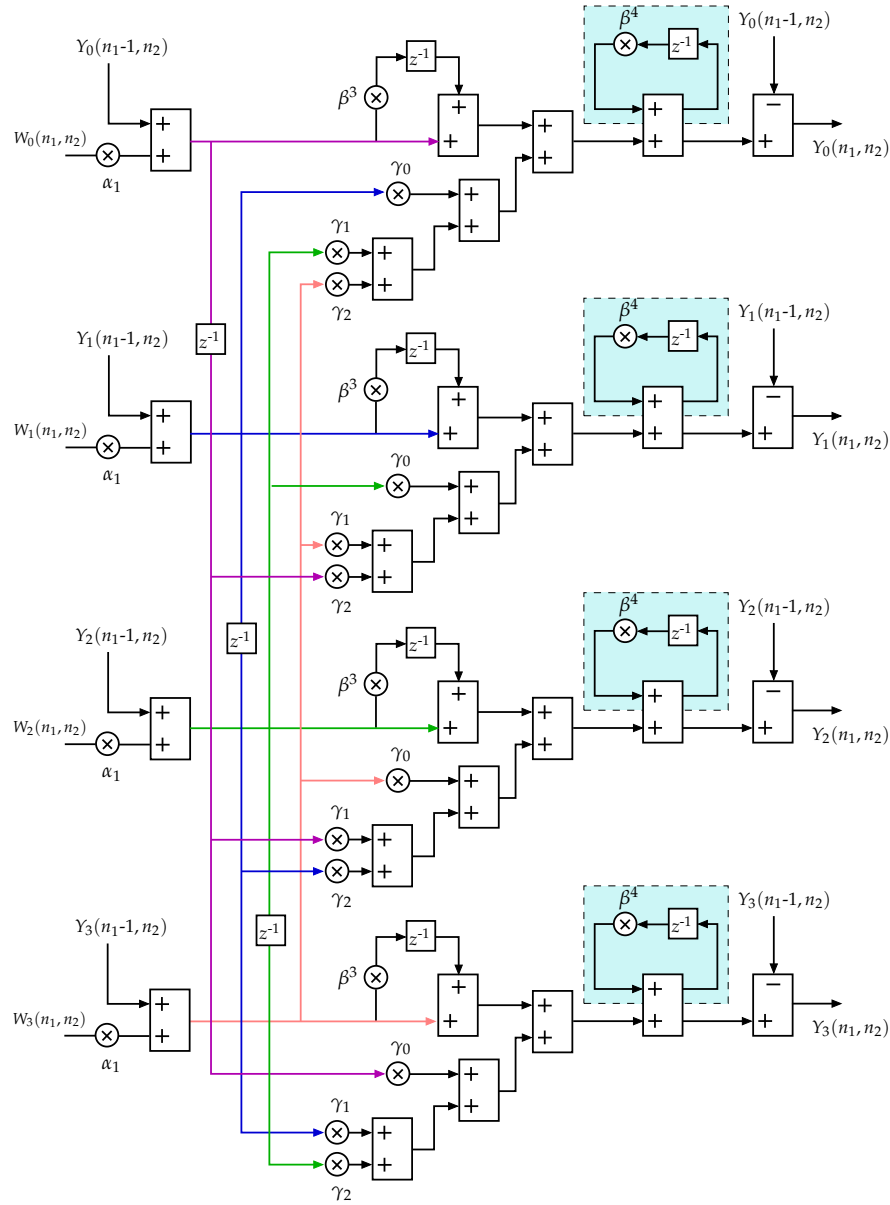 β⁴
Y₀(n₁-1, n₂) z⁻¹ z⁻¹ Y₀(n₁-1, n₂)
β³
+ + + + −
W₀(n₁, n₂) + + + + + Y₀(n₁, n₂)
α₁
γ₀ +
γ₁ + +
γ₂ +
β⁴
Y₁(n₁-1, n₂) z⁻¹ z⁻¹ z⁻¹ Y₁(n₁-1, n₂)
β³
+ + + + −
W₁(n₁, n₂) + + + + + Y₁(n₁, n₂)
α₁
γ₀ +
γ₁ + +
γ₂ +
β⁴
Y₂(n₁-1, n₂) z⁻¹ z⁻¹ z⁻¹ Y₂(n₁-1, n₂)
β³
+ + + + −
W₂(n₁, n₂) + + + + + Y₂(n₁, n₂)
α₁
γ₀ +
γ₁ + +
γ₂ +
β⁴
Y₃(n₁-1, n₂) z⁻¹ z⁻¹ z⁻¹ Y₃(n₁-1, n₂)
β³
+ + + + −
W₃(n₁, n₂) + + + + + Y₃(n₁, n₂)
α₁
γ₀ +
γ₁ + +
γ₂ +